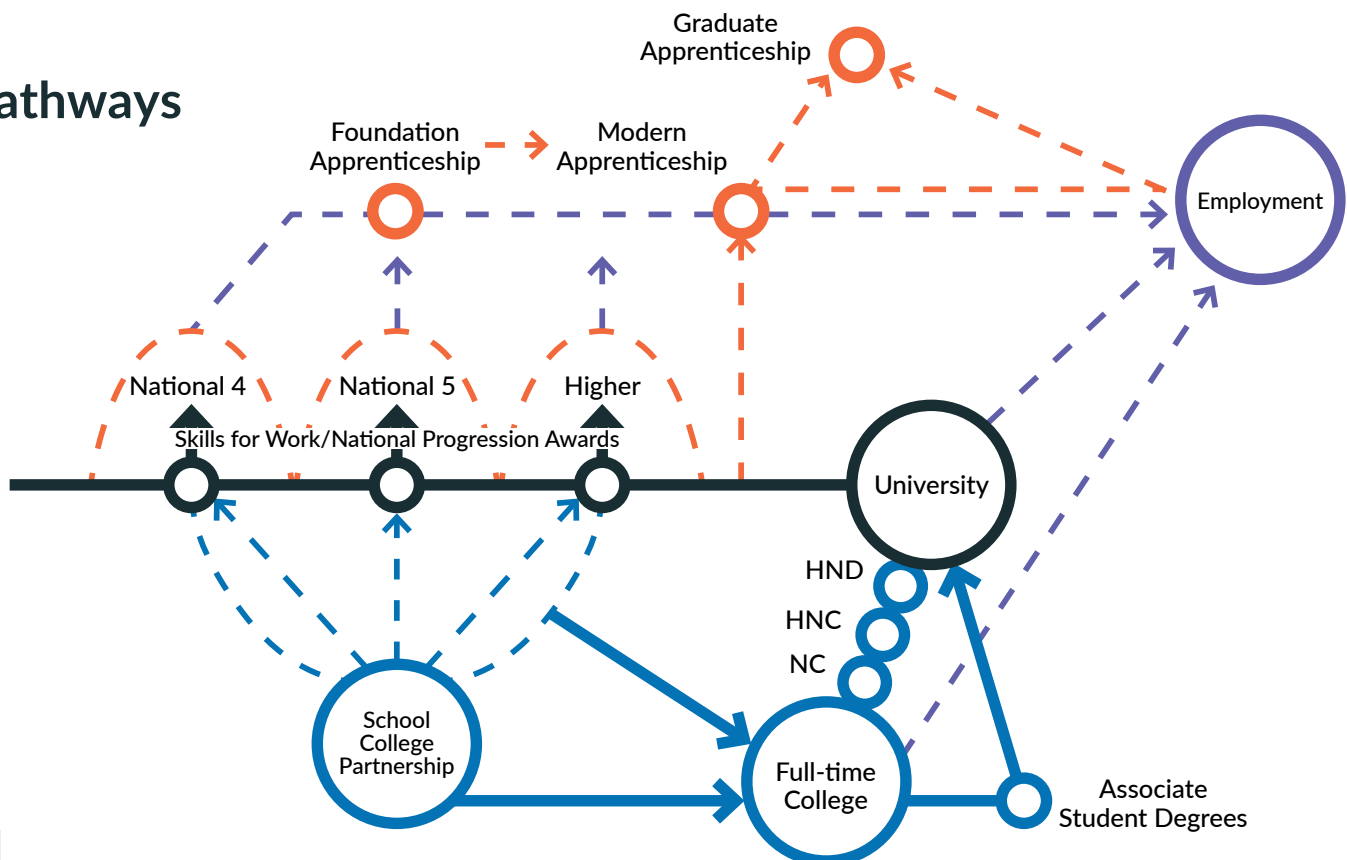 Graduate
Apprenticeship
athways
Foundation
Apprenticeship
Modern
Apprenticeship
Employment
National 4
National 5
Higher
Skills for Work/National Progression Awards
University
HND
HNC
NC
School
College
Partnership
Full-time
College
Associate
Student Degrees